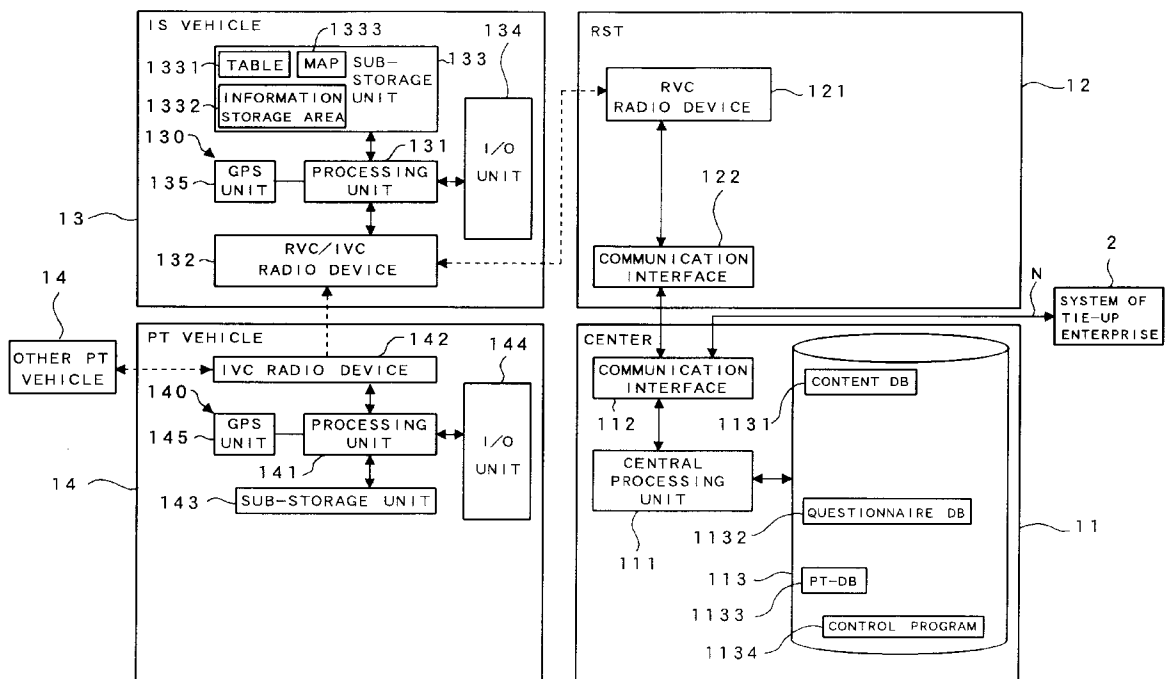 IS VEHICLE
1333
134
1331
TABLE
MAP
SUB-
STORAGE
UNIT
133
1332
INFORMATION
STORAGE AREA
130
131
I/O
UNIT
135
GPS
UNIT
PROCESSING
UNIT
13
132
RVC/IVC
RADIO DEVICE
RST
RVC
RADIO DEVICE
121
12
122
COMMUNICATION
INTERFACE
2
N
SYSTEM OF
TIE-UP
ENTERPRISE
14
OTHER PT
VEHICLE
PT VEHICLE
142
144
IVC RADIO DEVICE
140
145
GPS
UNIT
PROCESSING
UNIT
I/O
UNIT
141
14
143
SUB-STORAGE UNIT
CENTER
COMMUNICATION
INTERFACE
112
1131
CONTENT DB
CENTRAL
PROCESSING
UNIT
111
1132
QUESTIONNAIRE DB
11
113
PT-DB
1133
CONTROL PROGRAM
1134